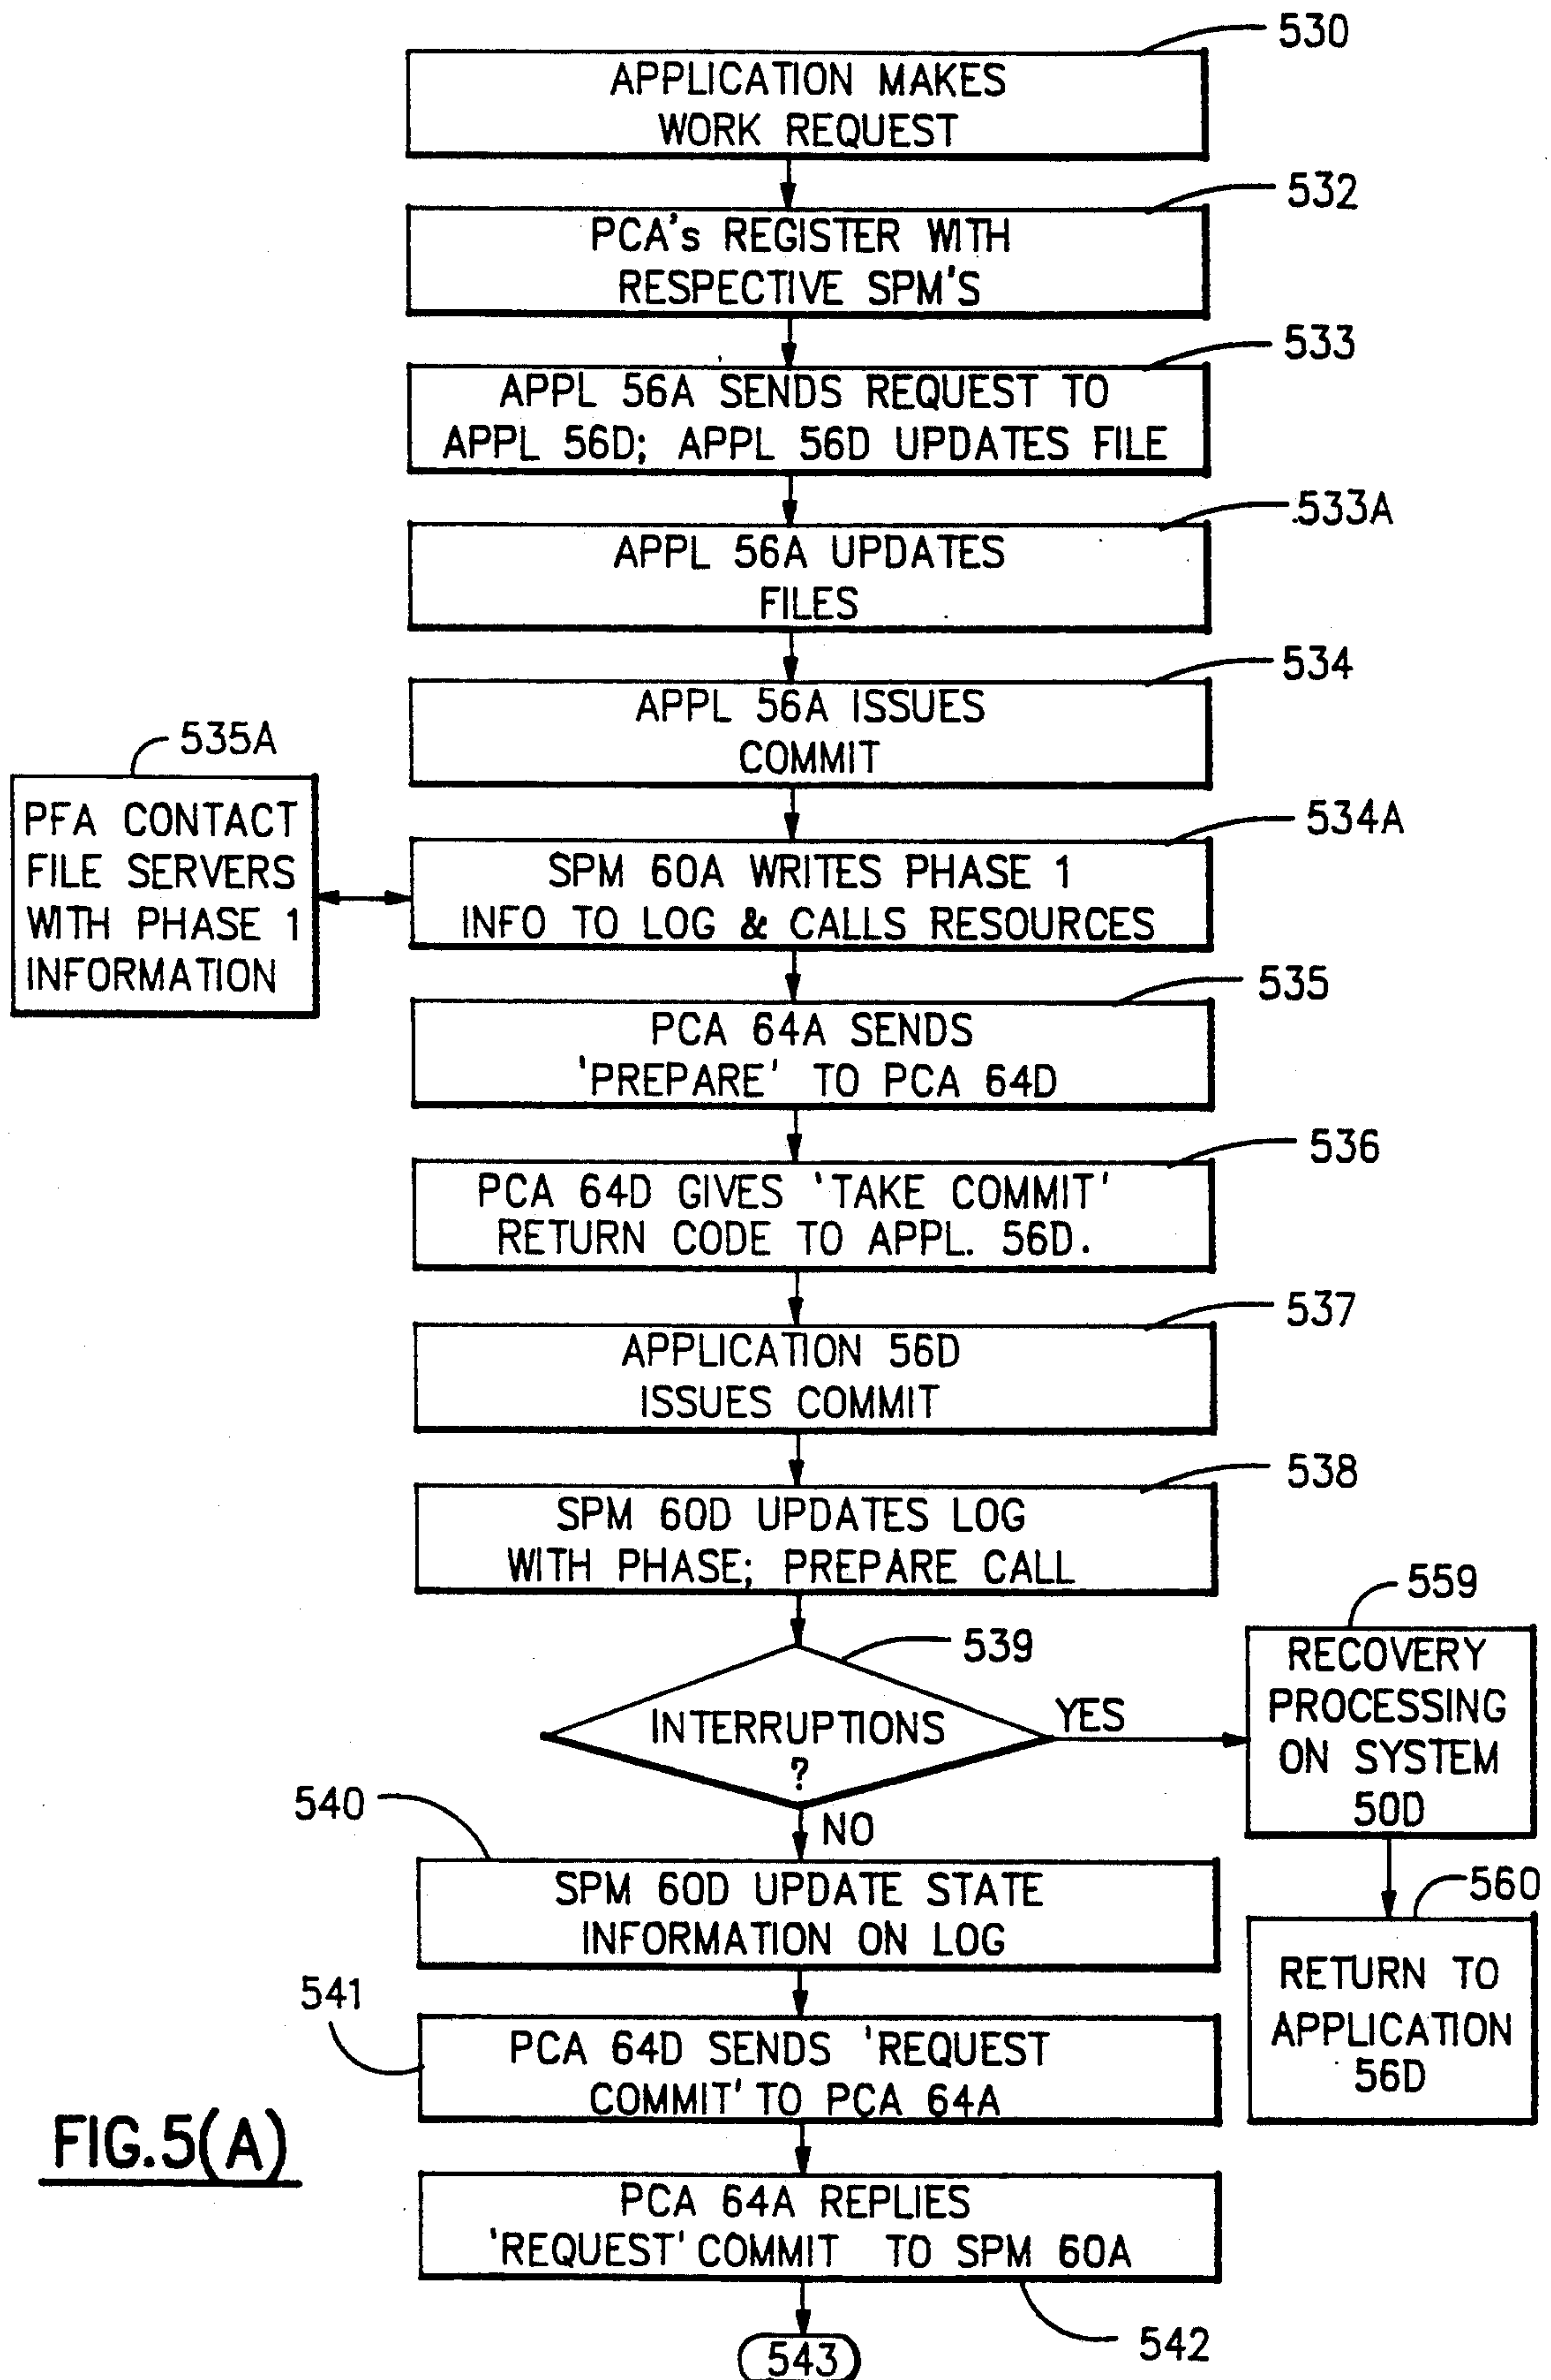 530
APPLICATION MAKES
WORK REQUEST
532
PCA's REGISTER WITH
RESPECTIVE SPM'S
533
APPL 56A SENDS REQUEST TO
APPL 56D; APPL 56D UPDATES FILE
533A
APPL 56A UPDATES
FILES
534
APPL 56A ISSUES
COMMIT
535A
PFA CONTACT
FILE SERVERS
WITH PHASE 1
INFORMATION
534A
SPM 60A WRITES PHASE 1
INFO TO LOG & CALLS RESOURCES
535
PCA 64A SENDS
'PREPARE' TO PCA 64D
536
PCA 64D GIVES 'TAKE COMMIT'
RETURN CODE TO APPL. 56D.
537
APPLICATION 56D
ISSUES COMMIT
538
SPM 60D UPDATES LOG
WITH PHASE; PREPARE CALL
539
INTERRUPTIONS
?
YES
NO
559
RECOVERY
PROCESSING
ON SYSTEM
50D
560
RETURN TO
APPLICATION
56D
540
SPM 60D UPDATE STATE
INFORMATION ON LOG
541
PCA 64D SENDS 'REQUEST
COMMIT' TO PCA 64A
PCA 64A REPLIES
'REQUEST' COMMIT TO SPM 60A
542
543
FIG.5(A)